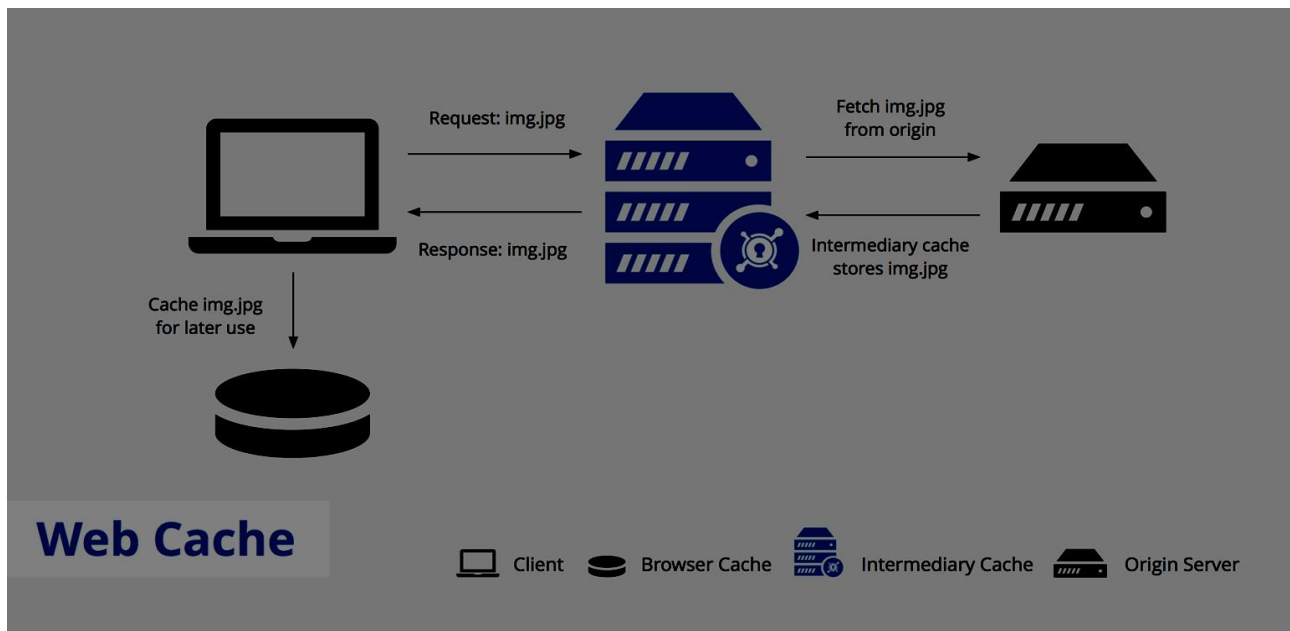 Request: img.jpg
Fetch img.jpg
from origin
Response: img.jpg
Intermediary cache
stores img.jpg
Cache img.jpg
for later use
Web Cache
Client
Browser Cache
Intermediary Cache
Origin Server